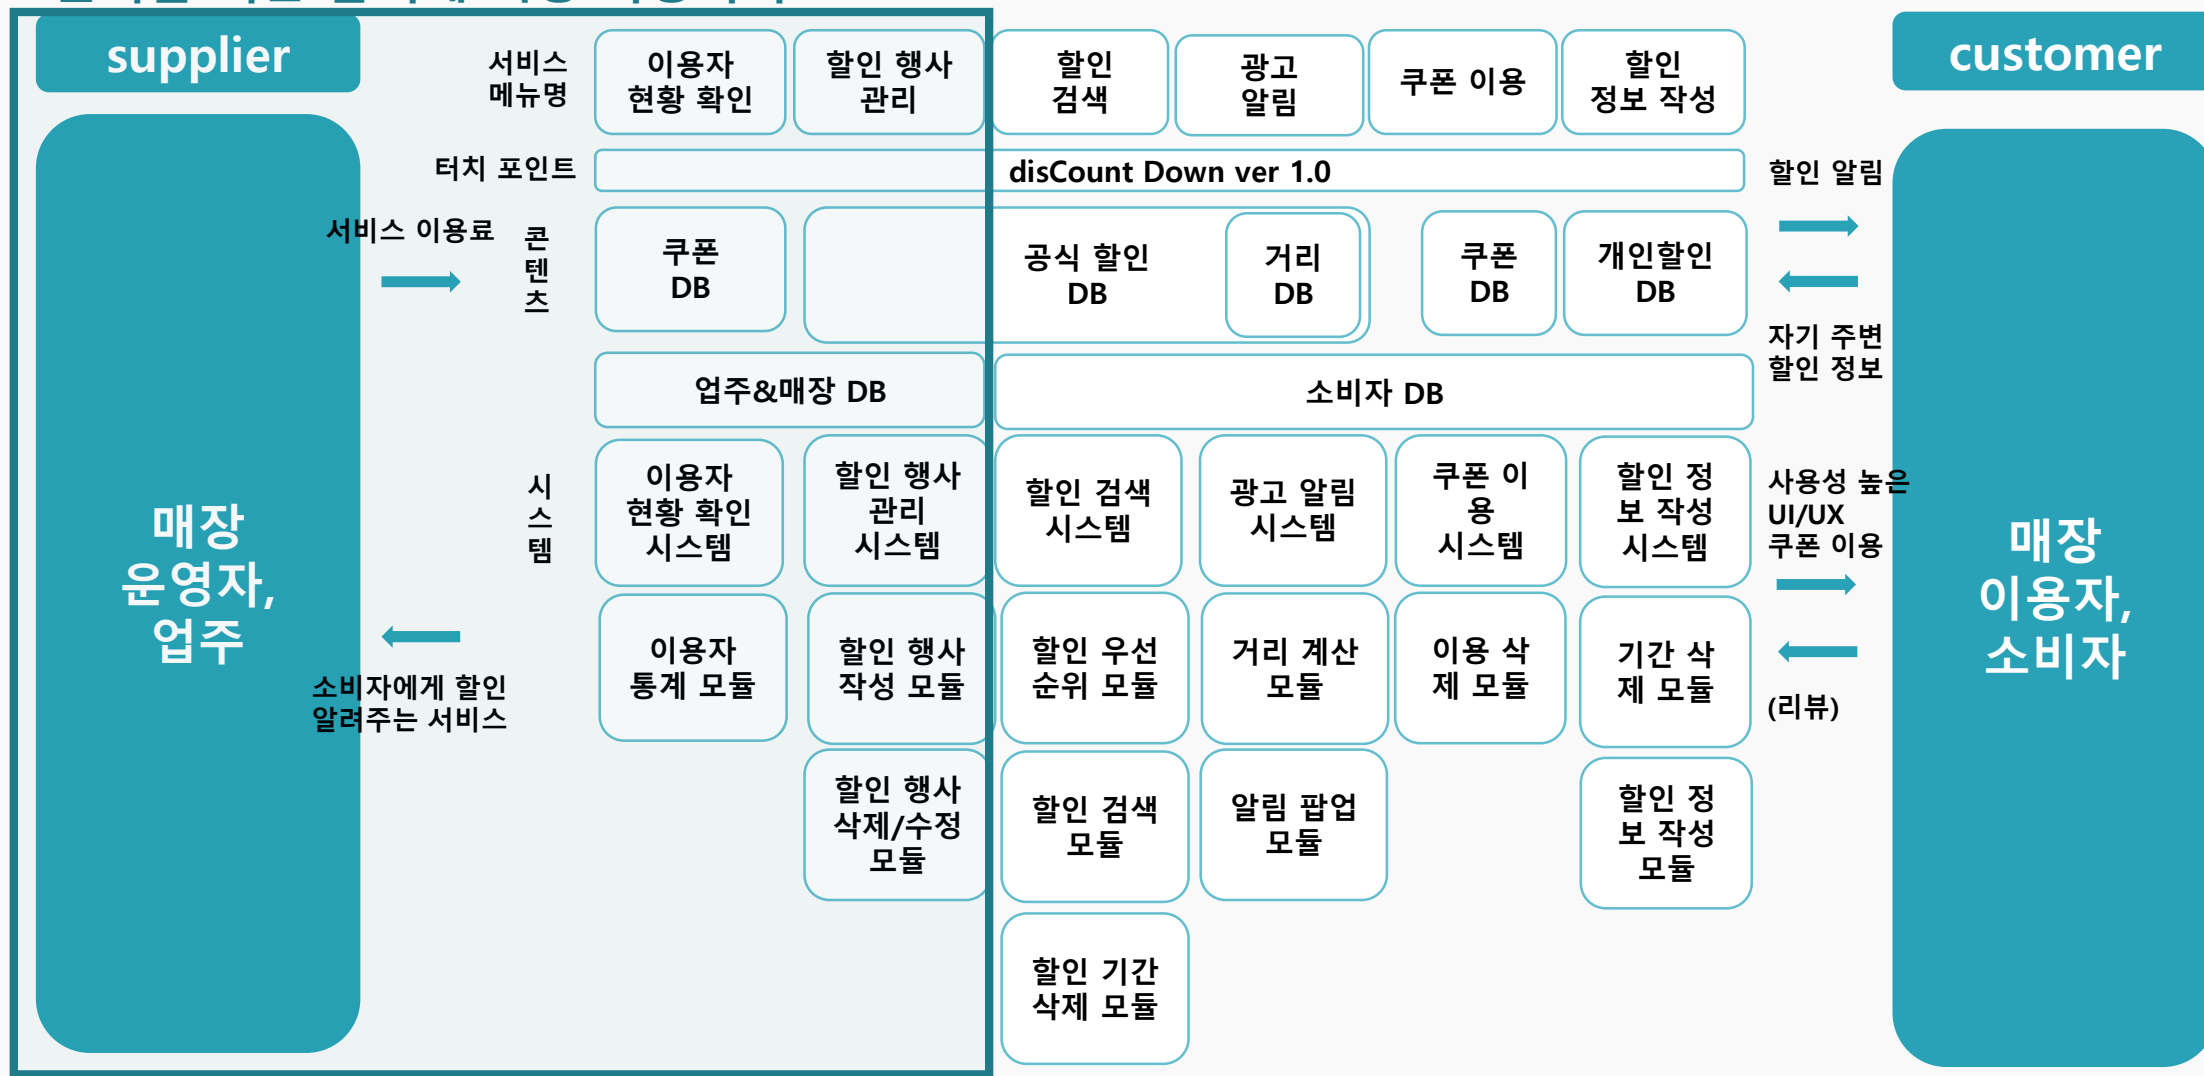 supplier
customer
서비스
메뉴명
이용자
현황 확인
할인 행사
관리
할인
검색
광고
알림
쿠폰 이용
할인
정보 작성
터치 포인트
disCount Down ver 1.0
할인 알림
서비스 이용료
콘
텐
츠
쿠폰
DB
공식 할인
DB
거리
DB
쿠폰
DB
개인할인
DB
자기 주변
할인 정보
업주&매장 DB
소비자 DB
시
스
템
이용자
현황 확인
시스템
할인 행사
관리
시스템
할인 검색
시스템
광고 알림
시스템
쿠폰 이
용
시스템
할인 정
보 작성
시스템
사용성 높은
UI/UX
쿠폰 이용
매장
운영자,
업주
매장
이용자,
소비자
소비자에게 할인
알려주는 서비스
이용자
통계 모듈
할인 행사
작성 모듈
할인 우선
순위 모듈
거리 계산
모듈
이용 삭
제 모듈
기간 삭
제 모듈
(리뷰)
할인 행사
삭제/수정
모듈
할인 검색
모듈
알림 팝업
모듈
할인 정
보 작성
모듈
할인 기간
삭제 모듈